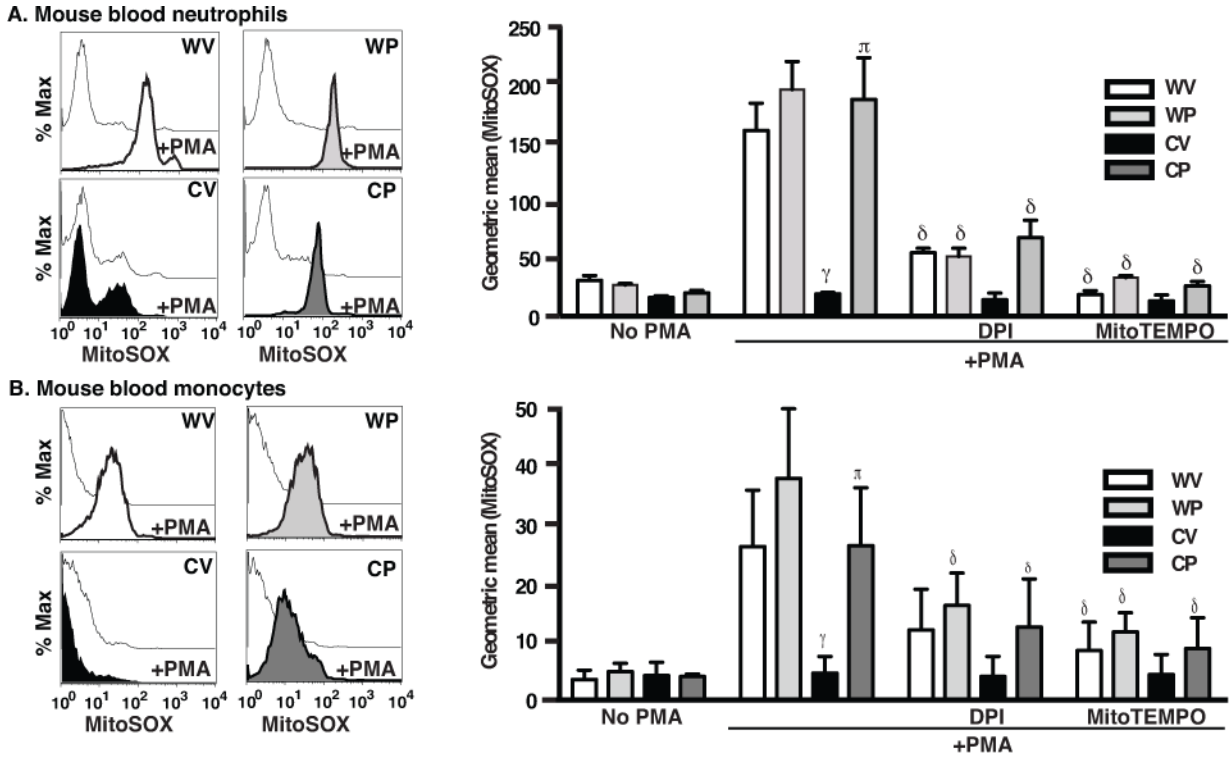 A. Mouse blood neutrophils
WV
WP
% Max
+PMA
+PMA
CV
CP
% Max
+PMA
+PMA
10⁰ 10¹ 10² 10³ 10⁴
10⁰ 10¹ 10² 10³ 10⁴
MitoSOX
MitoSOX
Geometric mean (MitoSOX)
250
200
150
100
50
0
π
γ
δ δ δ
δ δ δ
WV
WP
CV
CP
No PMA
DPI
MitoTEMPO
+PMA
B. Mouse blood monocytes
WV
WP
% Max
+PMA
+PMA
CV
CP
% Max
+PMA
+PMA
10⁰ 10¹ 10² 10³ 10⁴
10⁰ 10¹ 10² 10³ 10⁴
MitoSOX
MitoSOX
Geometric mean (MitoSOX)
50
40
30
20
10
0
π
γ
δ δ
δ δ δ
WV
WP
CV
CP
No PMA
DPI
MitoTEMPO
+PMA